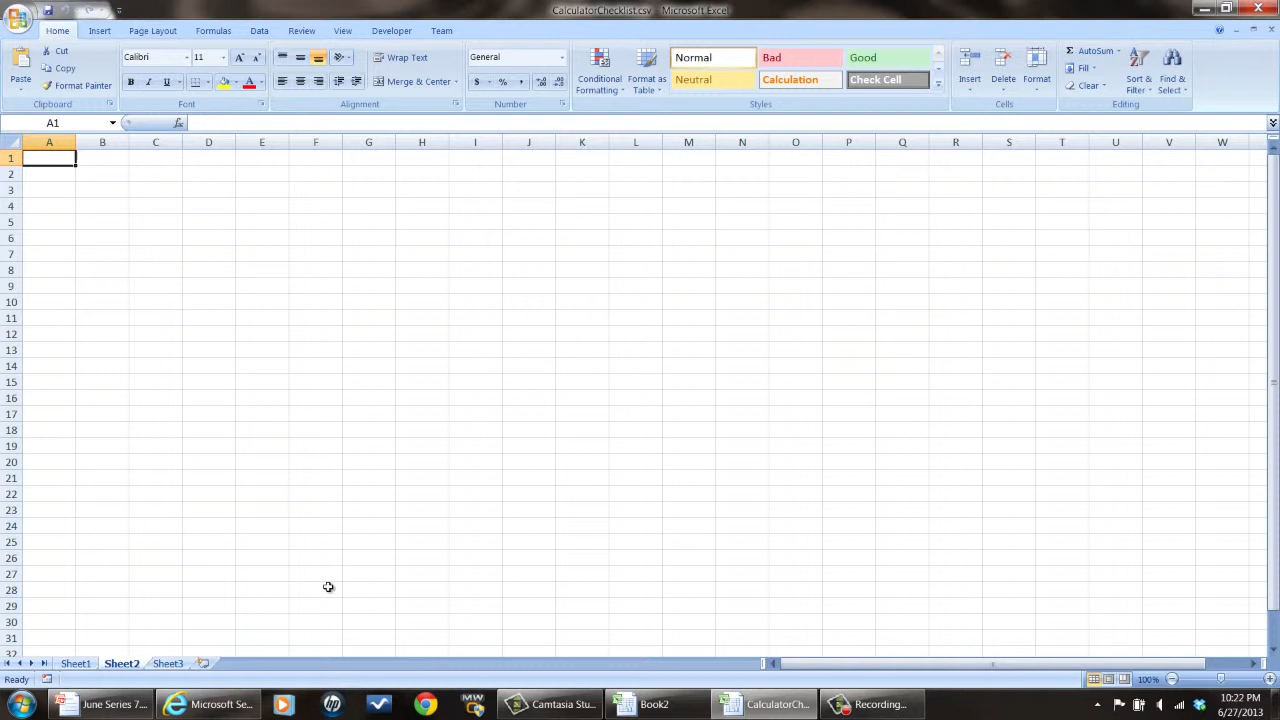 CalculatorChecklist.csv - Microsoft Excel
Home Insert Page Layout Formulas Data Review View Developer Team
Cut Calibri 11 Wrap Text General Normal Bad Good AutoSum
Copy Fill
Paste Format Painter B I U Merge & Center $ % , Conditional Formatting Format as Table Neutral Calculation Check Cell Insert Delete Format Clear Sort & Filter Find & Select
Clipboard Font Alignment Number Styles Cells Editing
A1 fx
A B C D E F G H I J K L M N O P Q R S T U V W
1
2
3
4
5
6
7
8
9
10
11
12
13
14
15
16
17
18
19
20
21
22
23
24
25
26
27
28
29
30
31
32
Sheet1 Sheet2 Sheet3
Ready 100%
June Series 7... Microsoft Se... Camtasia Stu... Book2 CalculatorCh... Recording...
10:22 PM
6/27/2013